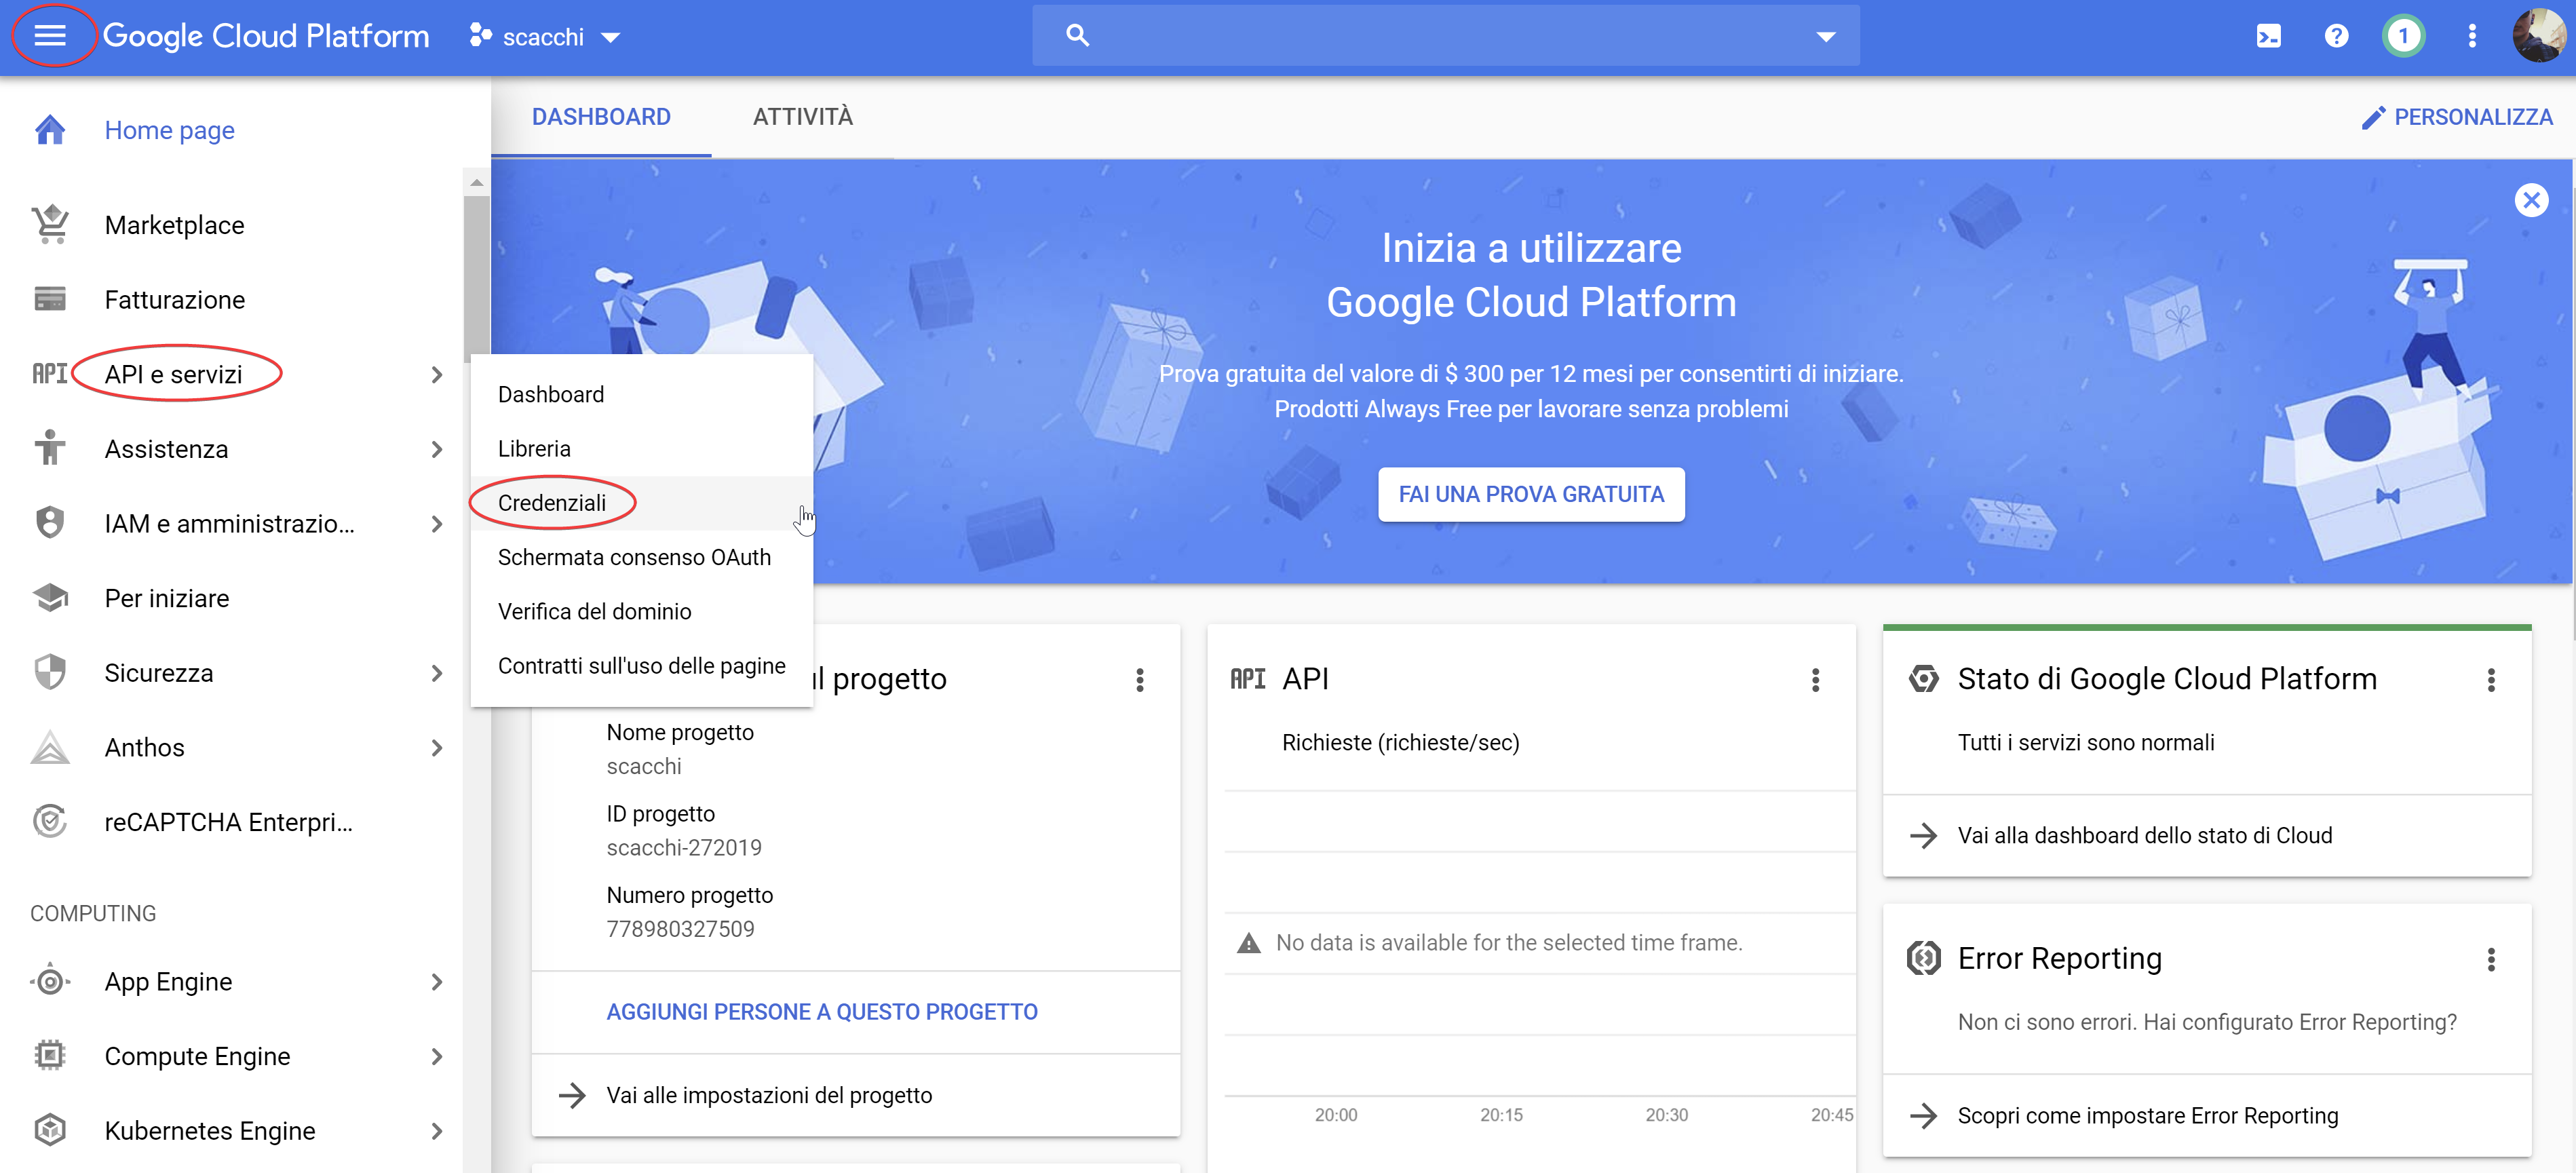 Google Cloud Platform
scacchi
1
Home page
Marketplace
Fatturazione
API
API e servizi
Assistenza
IAM e amministrazio...
Per iniziare
Sicurezza
Anthos
reCAPTCHA Enterpri...
COMPUTING
App Engine
Compute Engine
Kubernetes Engine
Dashboard
Libreria
Credenziali
Schermata consenso OAuth
Verifica del dominio
Contratti sull'uso delle pagine
DASHBOARD
ATTIVITÀ
PERSONALIZZA
Inizia a utilizzare
Google Cloud Platform
Prova gratuita del valore di $ 300 per 12 mesi per consentirti di iniziare.
Prodotti Always Free per lavorare senza problemi
FAI UNA PROVA GRATUITA
progetto
Nome progetto
scacchi
ID progetto
scacchi-272019
Numero progetto
778980327509
AGGIUNGI PERSONE A QUESTO PROGETTO
Vai alle impostazioni del progetto
API
API
Richieste (richieste/sec)
No data is available for the selected time frame.
20:00
20:15
20:30
20:45
Stato di Google Cloud Platform
Tutti i servizi sono normali
Vai alla dashboard dello stato di Cloud
Error Reporting
Non ci sono errori. Hai configurato Error Reporting?
Scopri come impostare Error Reporting